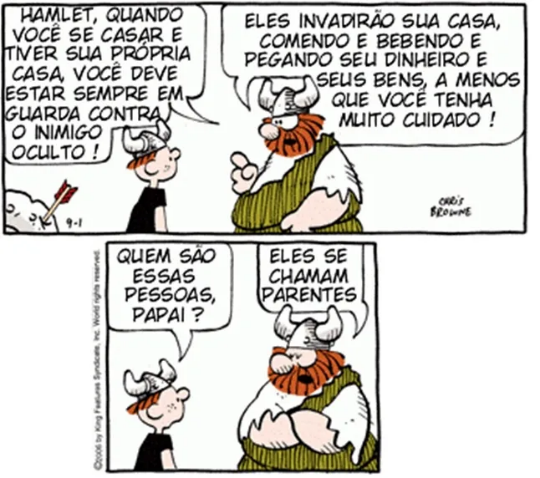 HAMLET, QUANDO
VOCÊ SE CASAR E
TIVER SUA PRÓPRIA
CASA, VOCÊ DEVE
ESTAR SEMPRE EM
GUARDA CONTRA
O INIMIGO
OCULTO !
ELES INVADIRÃO SUA CASA,
COMENDO E BEBENDO E
PEGANDO SEU DINHEIRO E
SEUS BENS, A MENOS
QUE VOCÊ TENHA
MUITO CUIDADO !
9-1
CHRIS
BROWNE
©2006 by King Features Syndicate, Inc. World rights reserved.
QUEM SÃO
ESSAS
PESSOAS,
PAPAI ?
ELES SE
CHAMAM
PARENTES